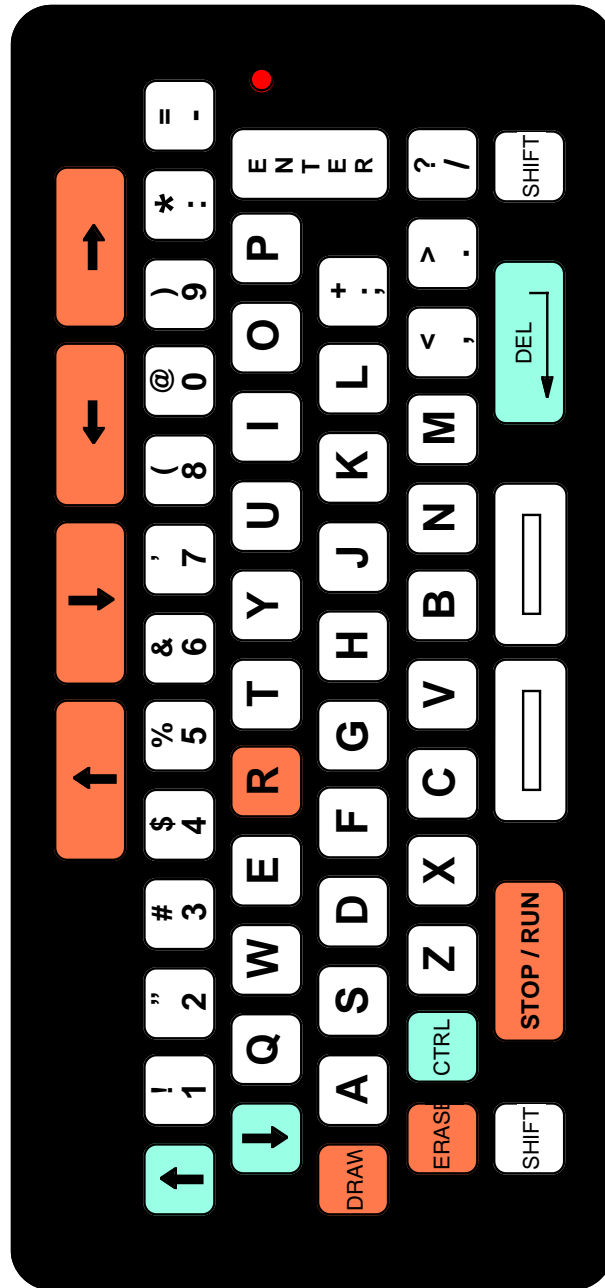 ! ” # $ % & ’ ( @ ) * =
1 2 3 4 5 6 7 8 0 9 : -
Q W E R T Y U I O P ENTER
+
DRAW A S D F G H J K L ;
< > ?
ERASE CTRL Z X C V B N M , . /
SHIFT STOP / RUN DEL SHIFT